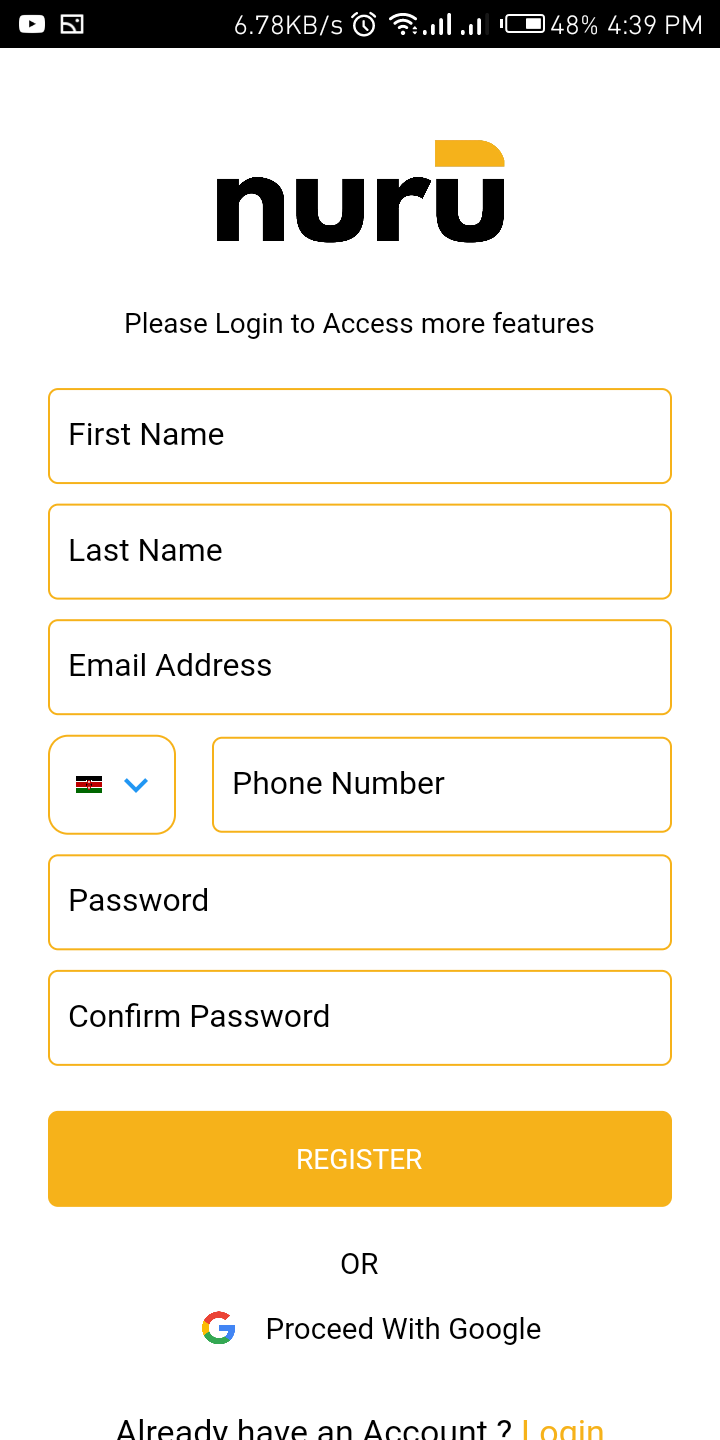 6.78KB/s 48% 4:39 PM
nuru
Please Login to Access more features
First Name
Last Name
Email Address
Phone Number
Password
Confirm Password
REGISTER
OR
Proceed With Google
Already have an Account ? Login